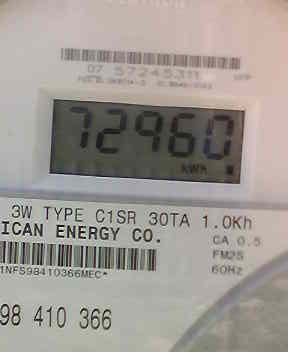 07 57245311
72960
kWh
3W TYPE C1SR 30TA 1.0Kh
ICAN ENERGY CO.
CA 0.5
FM2S
60Hz
1NFS98410366MEC*
98 410 366